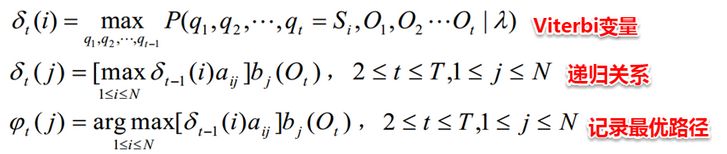 δ_t(i) = max_{q_1,q_2,⋯,q_{t-1}} P(q_1,q_2,⋯,q_t = S_i,O_1,O_2⋯O_t | λ) Viterbi变量
δ_t(j) = [max_{1≤i≤N} δ_{t-1}(i)a_{ij}]b_j(O_t), 2≤t≤T,1≤j≤N 递归关系
φ_t(j) = arg max_{1≤i≤N}[δ_{t-1}(i)a_{ij}]b_j(O_t), 2≤t≤T,1≤j≤N 记录最优路径